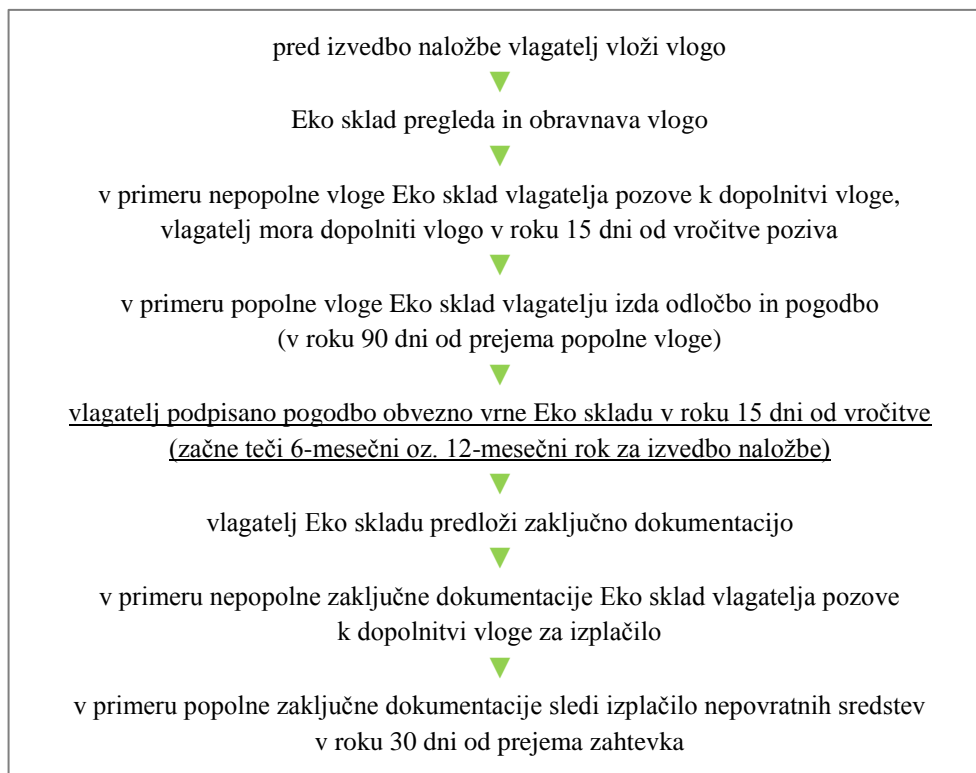 pred izvedbo naložbe vlagatelj vloži vlogo
Eko sklad pregleda in obravnava vlogo
v primeru nepopolne vloge Eko sklad vlagatelja pozove k dopolnitvi vloge,
vlagatelj mora dopolniti vlogo v roku 15 dni od vročitve poziva
v primeru popolne vloge Eko sklad vlagatelju izda odločbo in pogodbo
(v roku 90 dni od prejema popolne vloge)
vlagatelj podpisano pogodbo obvezno vrne Eko skladu v roku 15 dni od vročitve
(začne teči 6-mesečni oz. 12-mesečni rok za izvedbo naložbe)
vlagatelj Eko skladu predloži zaključno dokumentacijo
v primeru nepopolne zaključne dokumentacije Eko sklad vlagatelja pozove
k dopolnitvi vloge za izplačilo
v primeru popolne zaključne dokumentacije sledi izplačilo nepovratnih sredstev
v roku 30 dni od prejema zahtevka